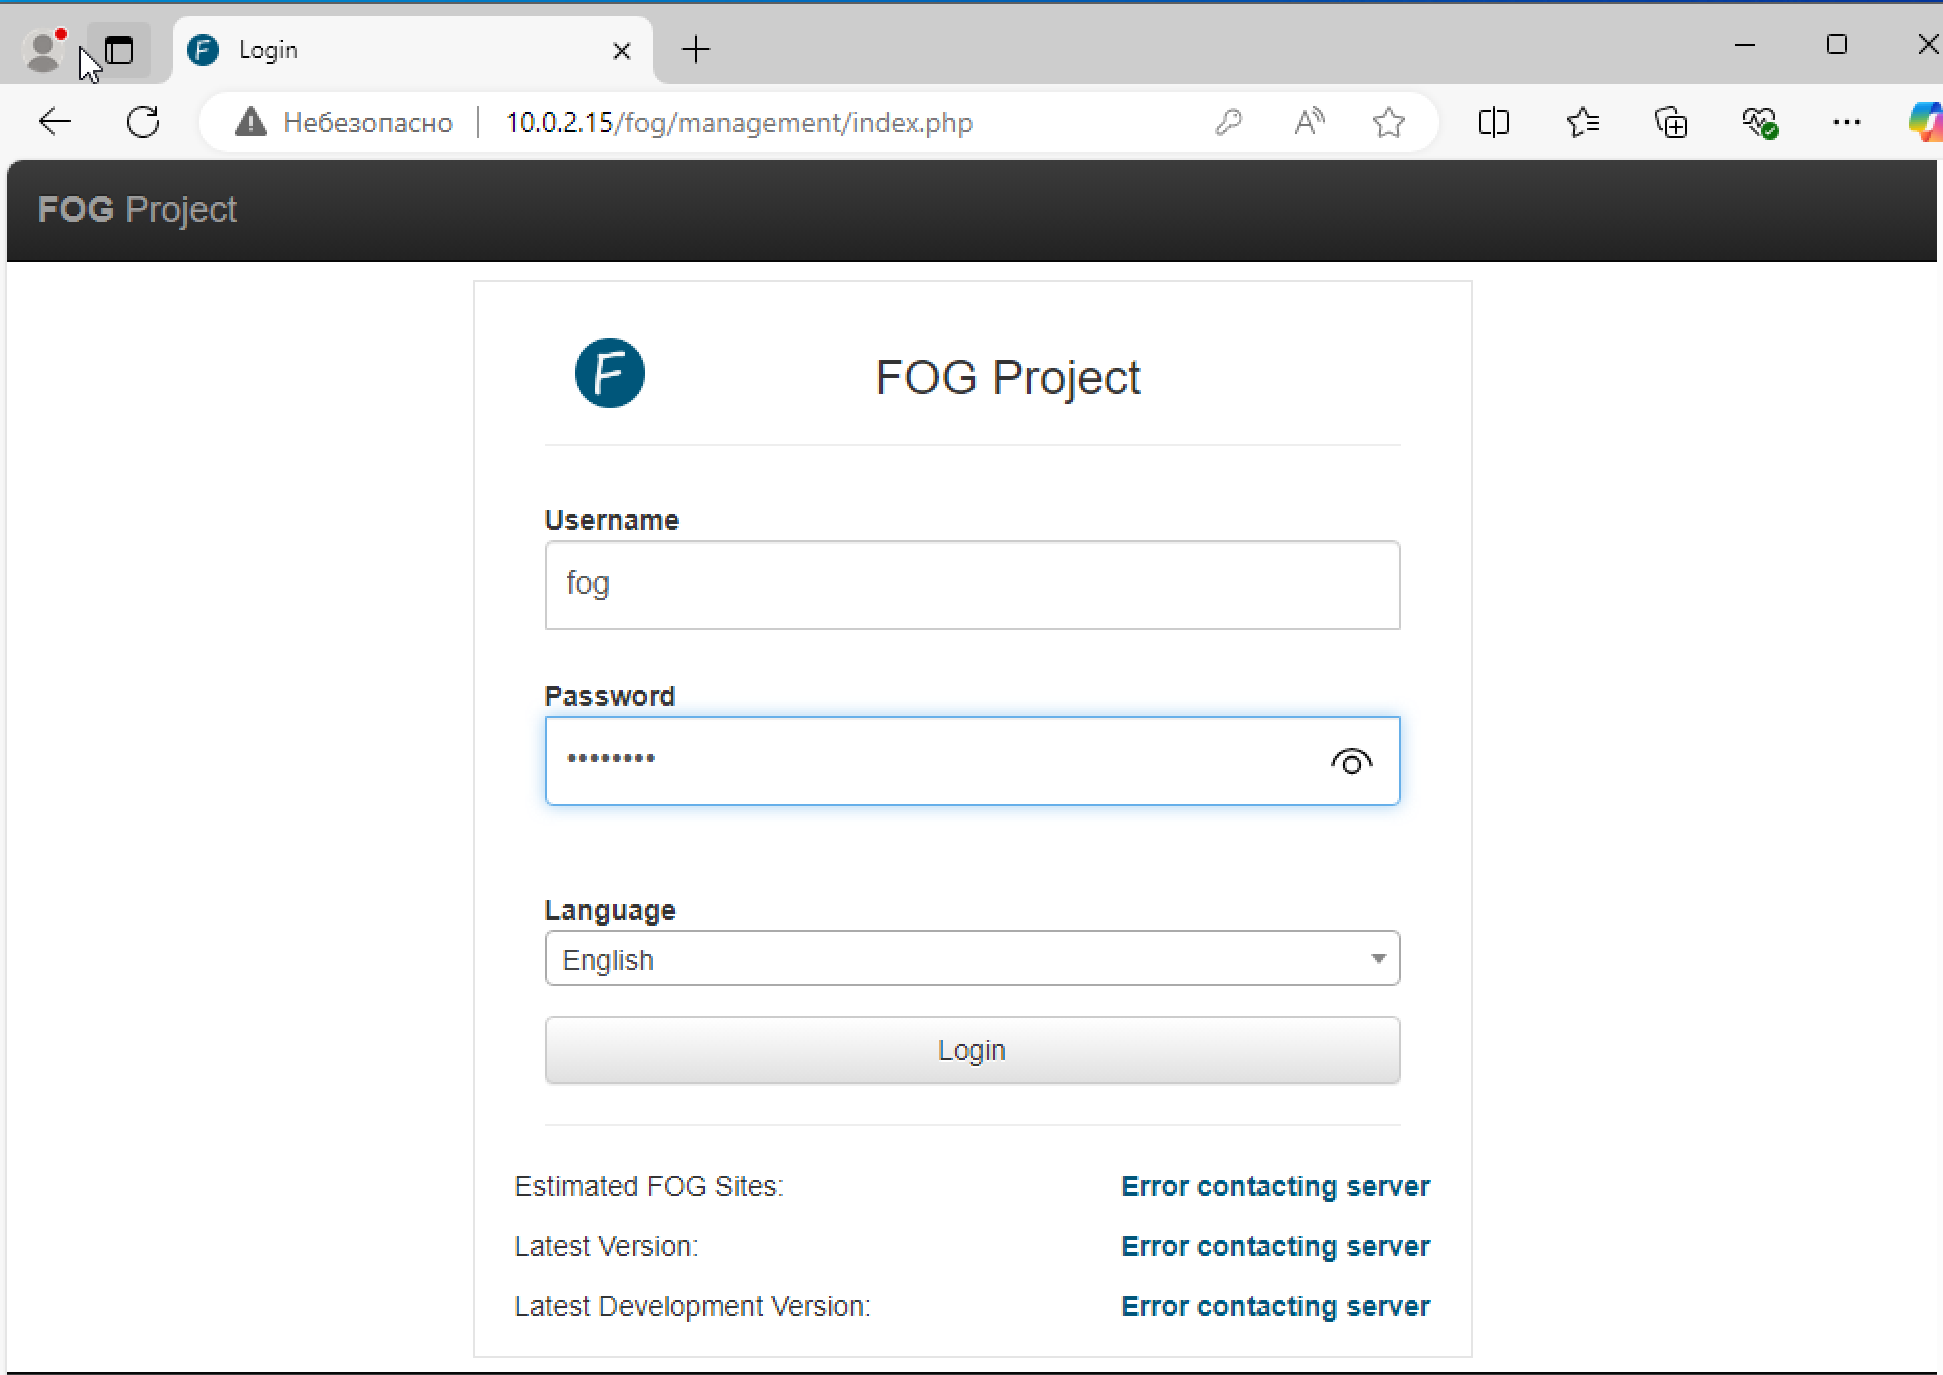 Login
Небезопасно 10.0.2.15/fog/management/index.php
FOG Project
FOG Project
Username
fog
Password
••••••••
Language
English
Login
Estimated FOG Sites: Error contacting server
Latest Version: Error contacting server
Latest Development Version: Error contacting server